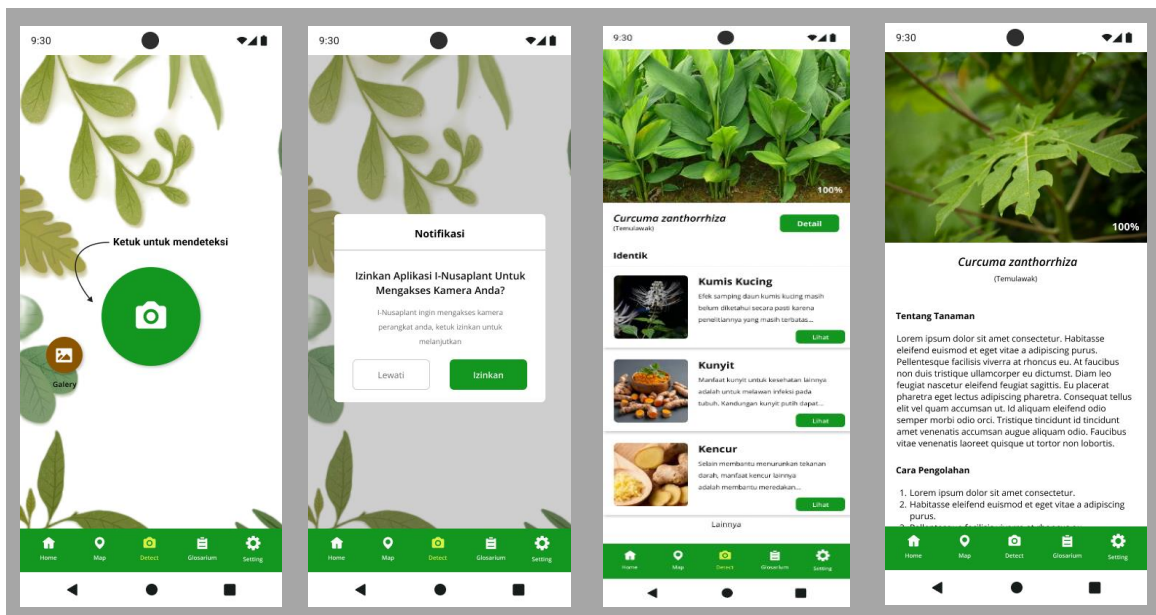 9:30
Ketuk untuk mendeteksi
Galery
Home
Map
Detect
Glosarium
Setting
9:30
Notifikasi
Izinkan Aplikasi I-Nusaplant Untuk
Mengakses Kamera Anda?
I-Nusaplant ingin mengakses kamera
perangkat anda, ketuk izinkan untuk
melanjutkan
Lewati
Izinkan
Home
Map
Detect
Glosarium
Setting
9:30
100%
Curcuma zanthorrhiza
(Temulawak)
Detail
Identik
Kumis Kucing
Efek samping daun kumis kucing masih
belum diketahui secara pasti karena
penelitiannya yang masih terbatas...
Lihat
Kunyit
Manfaat kunyit untuk kesehatan lainnya
adalah untuk melawan infeksi pada
tubuh. Kandungan kunyit putih dapat...
Lihat
Kencur
Selain membantu menurunkan tekanan
darah, manfaat kencur lainnya
adalah membantu meredakan...
Lihat
Lainnya
Home
Map
Detect
Glosarium
Setting
9:30
100%
Curcuma zanthorrhiza
(Temulawak)
Tentang Tanaman
Lorem ipsum dolor sit amet consectetur. Habitasse
eleifend euismod et eget vitae a adipiscing purus.
Pellentesque facilisis viverra at rhoncus eu. At faucibus
non duis tristique ullamcorper eu dictumst. Diam leo
feugiat nascetur eleifend feugiat sagittis. Eu placerat
pharetra eget lectus adipiscing pharetra. Consequat tellus
elit vel quam accumsan ut. Id aliquam eleifend odio
semper morbi odio orci. Tristique tincidunt id tincidunt
amet venenatis accumsan augue aliquam odio. Faucibus
vitae venenatis laoreet quisque ut tortor non lobortis.
Cara Pengolahan
1. Lorem ipsum dolor sit amet consectetur.
2. Habitasse eleifend euismod et eget vitae a adipiscing
purus.
Home
Map
Detect
Glosarium
Setting